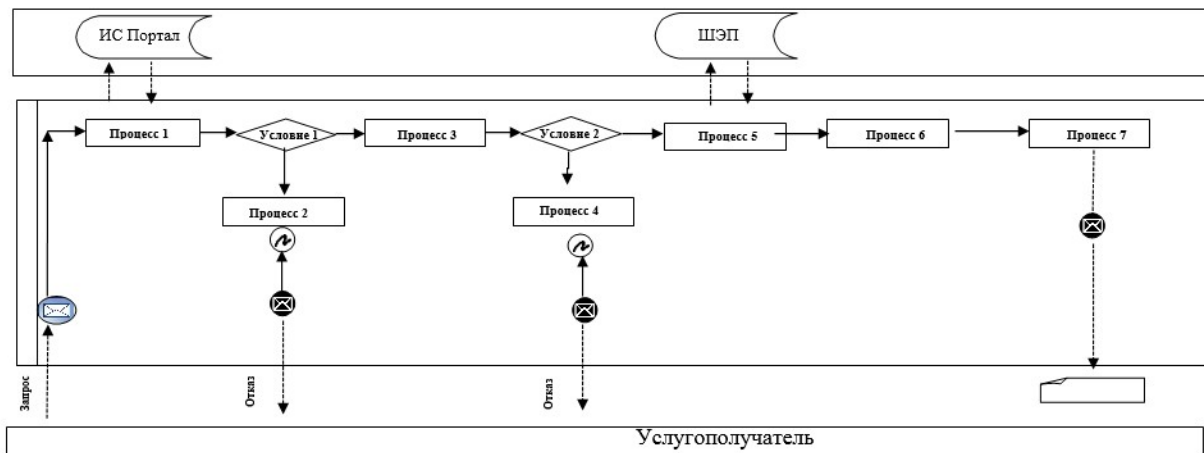 ИС Портал
ШЭП
Процесс 1
Условие 1
Процесс 3
Условие 2
Процесс 5
Процесс 6
Процесс 7
Процесс 2
Процесс 4
Запрос
Отказ
Отказ
Услугополучатель